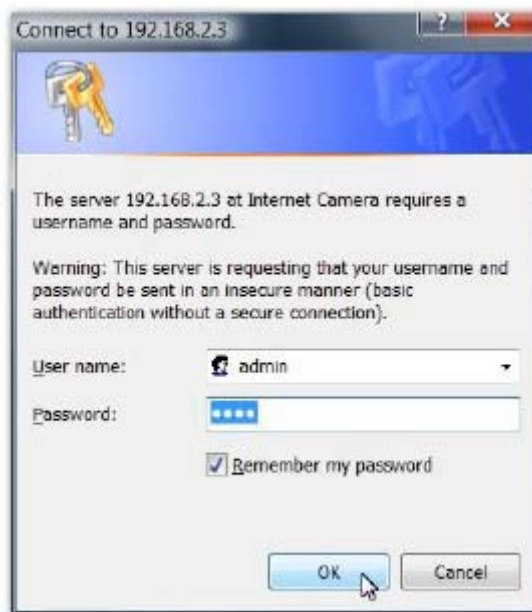 Connect to 192.168.2.3
The server 192.168.2.3 at Internet Camera requires a
username and password.
Warning: This server is requesting that your username and
password be sent in an insecure manner (basic
authentication without a secure connection).
User name:
admin
Password:
••••
Remember my password
OK
Cancel